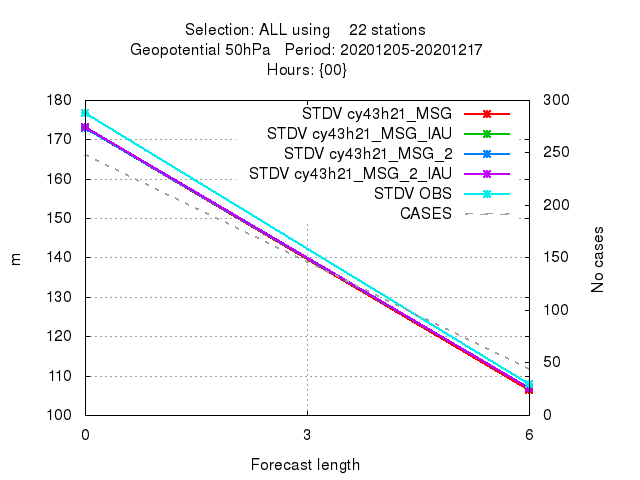 Selection: ALL using 22 stations
Geopotential 50hPa Period: 20201205-20201217
Hours: {00}
180 300
STDV cy43h21_MSG
170
STDV cy43h21_MSG_IAU
250
STDV cy43h21_MSG_2
160
STDV cy43h21_MSG_2_IAU
STDV OBS
200
CASES
150
m
140 150
No cases
130
100
120
50
110
100 0
0 3 6
Forecast length